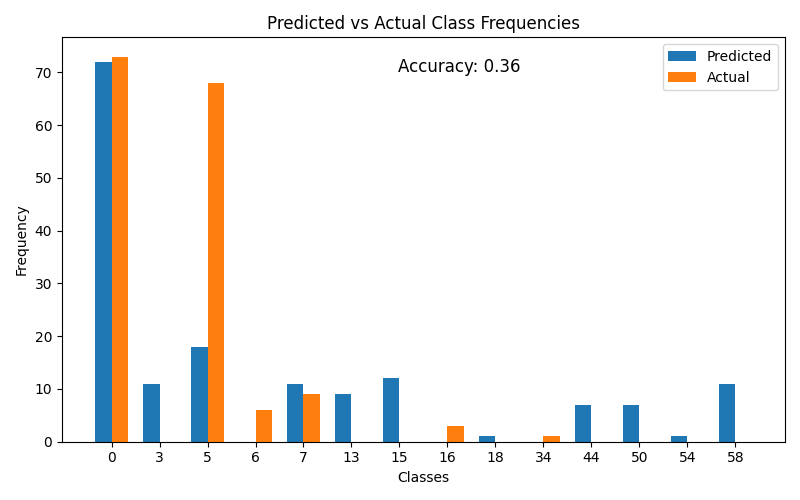 Predicted vs Actual Class Frequencies
Accuracy: 0.36
Predicted
Actual
Frequency
70
60
50
40
30
20
10
0
0 3 5 6 7 13 15 16 18 34 44 50 54 58
Classes